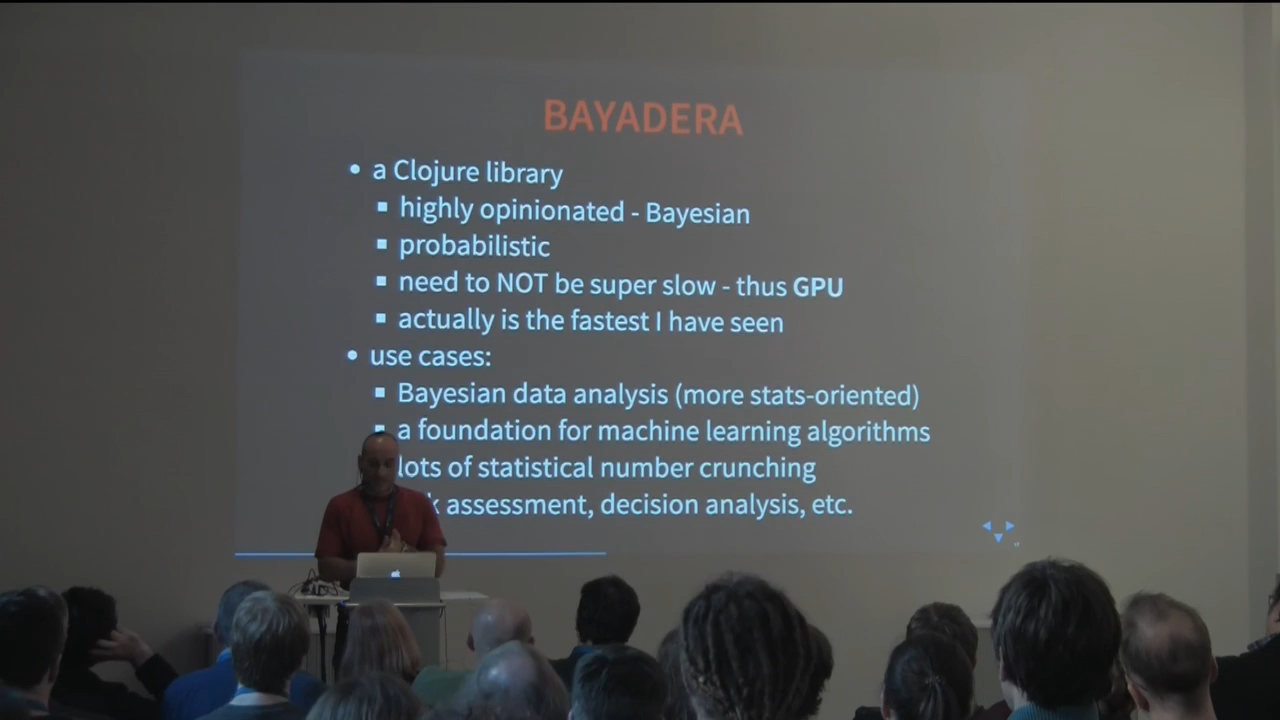 BAYADERA
• a Clojure library
▪ highly opinionated - Bayesian
▪ probabilistic
▪ need to NOT be super slow - thus GPU
▪ actually is the fastest I have seen
• use cases:
▪ Bayesian data analysis (more stats-oriented)
▪ a foundation for machine learning algorithms
lots of statistical number crunching
assessment, decision analysis, etc.